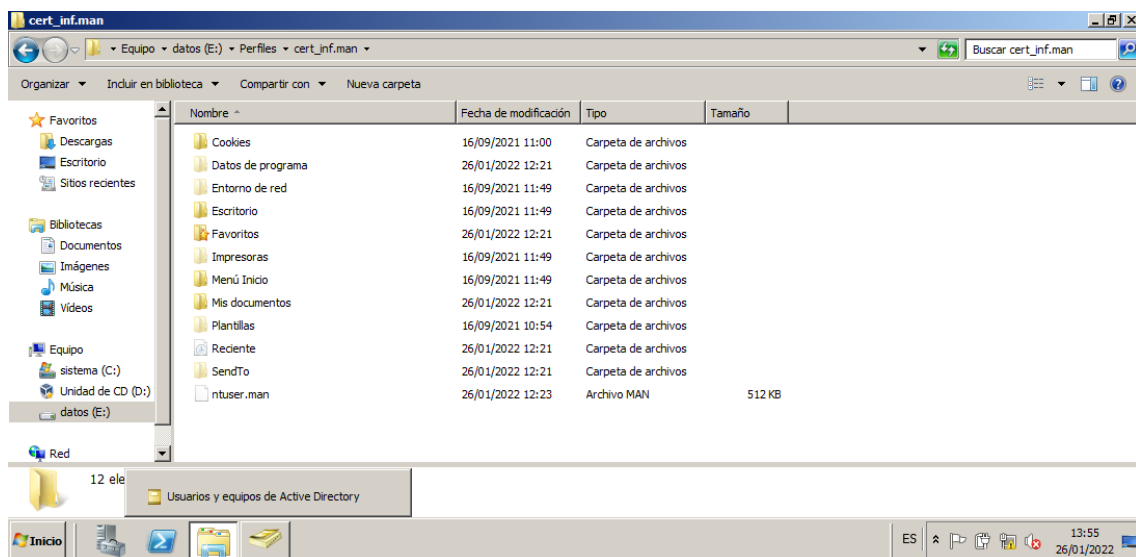 cert_inf.man
Equipo datos (E:) Perfiles cert_inf.man Buscar cert_inf.man
Organizar Incluir en biblioteca Compartir con Nueva carpeta
Favoritos
Descargas
Escritorio
Sitios recientes
Bibliotecas
Documentos
Imágenes
Música
Vídeos
Equipo
sistema (C:)
Unidad de CD (D:)
datos (E:)
Red
Nombre Fecha de modificación Tipo Tamaño
Cookies 16/09/2021 11:00 Carpeta de archivos
Datos de programa 26/01/2022 12:21 Carpeta de archivos
Entorno de red 16/09/2021 11:49 Carpeta de archivos
Escritorio 16/09/2021 11:49 Carpeta de archivos
Favoritos 26/01/2022 12:21 Carpeta de archivos
Impresoras 16/09/2021 11:49 Carpeta de archivos
Menú Inicio 16/09/2021 11:49 Carpeta de archivos
Mis documentos 26/01/2022 12:21 Carpeta de archivos
Plantillas 16/09/2021 10:54 Carpeta de archivos
Reciente 26/01/2022 12:21 Carpeta de archivos
SendTo 26/01/2022 12:21 Carpeta de archivos
ntuser.man 26/01/2022 12:23 Archivo MAN 512 KB
12 ele
Usuarios y equipos de Active Directory
Inicio ES 13:55
26/01/2022